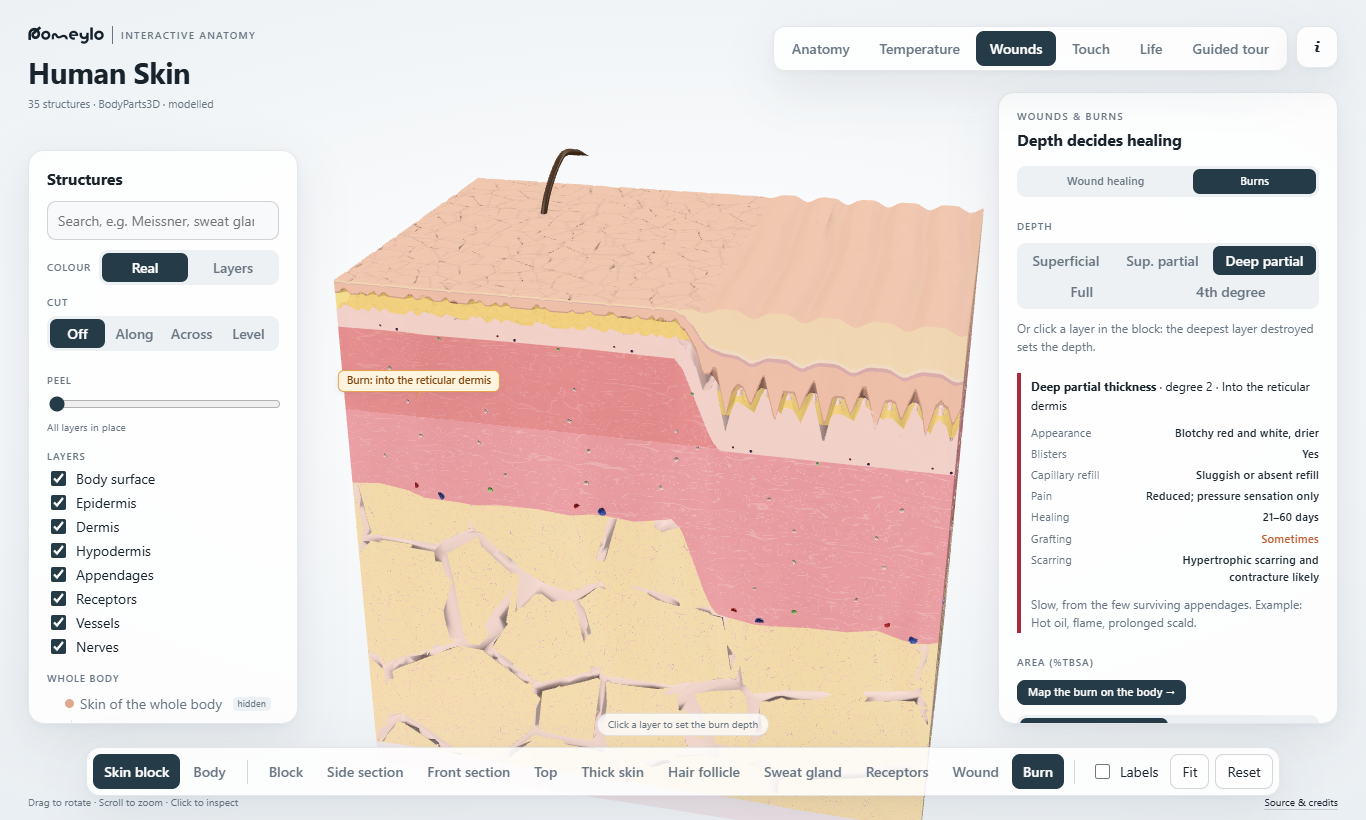 Pomeylo | INTERACTIVE ANATOMY
Human Skin
35 structures · BodyParts3D · modelled
Anatomy
Temperature
Wounds
Touch
Life
Guided tour
i
Structures
Search, e.g. Meissner, sweat glan
COLOUR
Real
Layers
CUT
Off
Along
Across
Level
PEEL
All layers in place
LAYERS
Body surface
Epidermis
Dermis
Hypodermis
Appendages
Receptors
Vessels
Nerves
WHOLE BODY
Skin of the whole body hidden
Burn: into the reticular dermis
Click a layer to set the burn depth
WOUNDS & BURNS
Depth decides healing
Wound healing
Burns
DEPTH
Superficial
Sup. partial
Deep partial
Full
4th degree
Or click a layer in the block: the deepest layer destroyed
sets the depth.
Deep partial thickness · degree 2 · Into the reticular
dermis
Appearance Blotchy red and white, drier
Blisters Yes
Capillary refill Sluggish or absent refill
Pain Reduced; pressure sensation only
Healing 21–60 days
Grafting Sometimes
Scarring Hypertrophic scarring and
contracture likely
Slow, from the few surviving appendages. Example:
Hot oil, flame, prolonged scald.
AREA (%TBSA)
Map the burn on the body →
Skin block
Body
Block
Side section
Front section
Top
Thick skin
Hair follicle
Sweat gland
Receptors
Wound
Burn
Labels
Fit
Reset
Drag to rotate · Scroll to zoom · Click to inspect
Source & credits